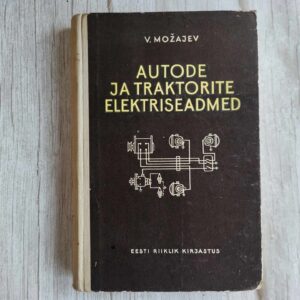 V. MOŽAJEV
AUTODE
JA TRAKTORITE
ELEKTRISEADMED
EESTI RIIKLIK KIRJASTUS